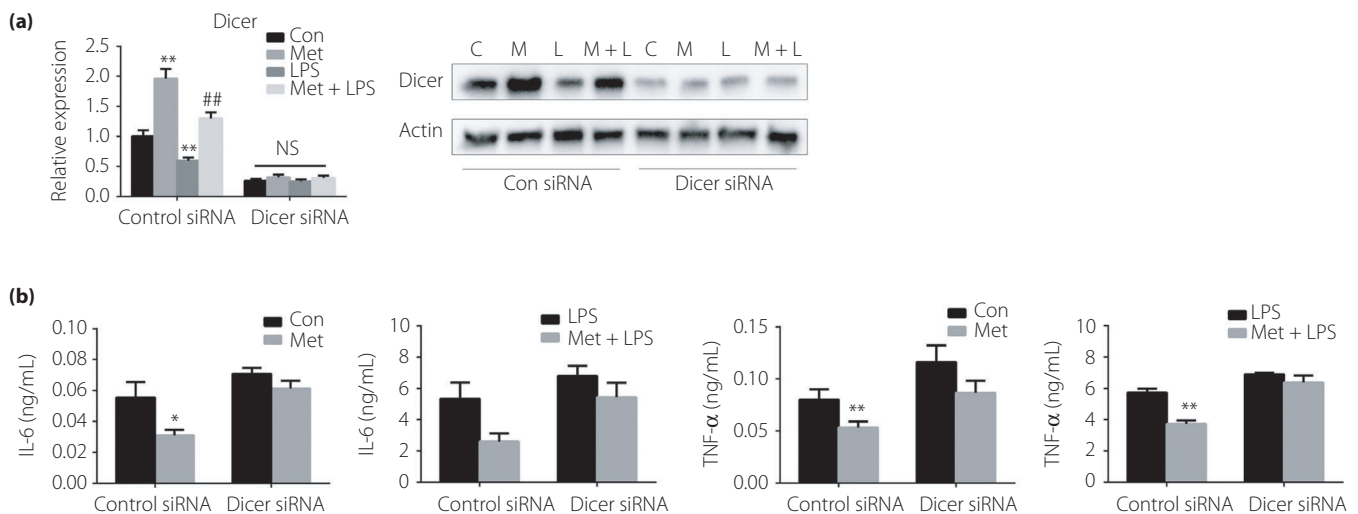 (a)
Dicer
Con
Met
LPS
Met + LPS
Relative expression
2.5
2.0
1.5
1.0
0.5
0.0
**
**
##
NS
Control siRNA Dicer siRNA
C M L M + L C M L M + L
Dicer
Actin
Con siRNA Dicer siRNA
(b)
Con
Met
IL-6 (ng/mL)
0.10
0.08
0.06
0.04
0.02
0.00
*
Control siRNA Dicer siRNA
LPS
Met + LPS
IL-6 (ng/mL)
10
8
6
4
2
0
Control siRNA Dicer siRNA
Con
Met
TNF-α (ng/mL)
0.15
0.10
0.05
0.00
**
Control siRNA Dicer siRNA
LPS
Met + LPS
TNF-α (ng/mL)
10
8
6
4
2
0
**
Control siRNA Dicer siRNA